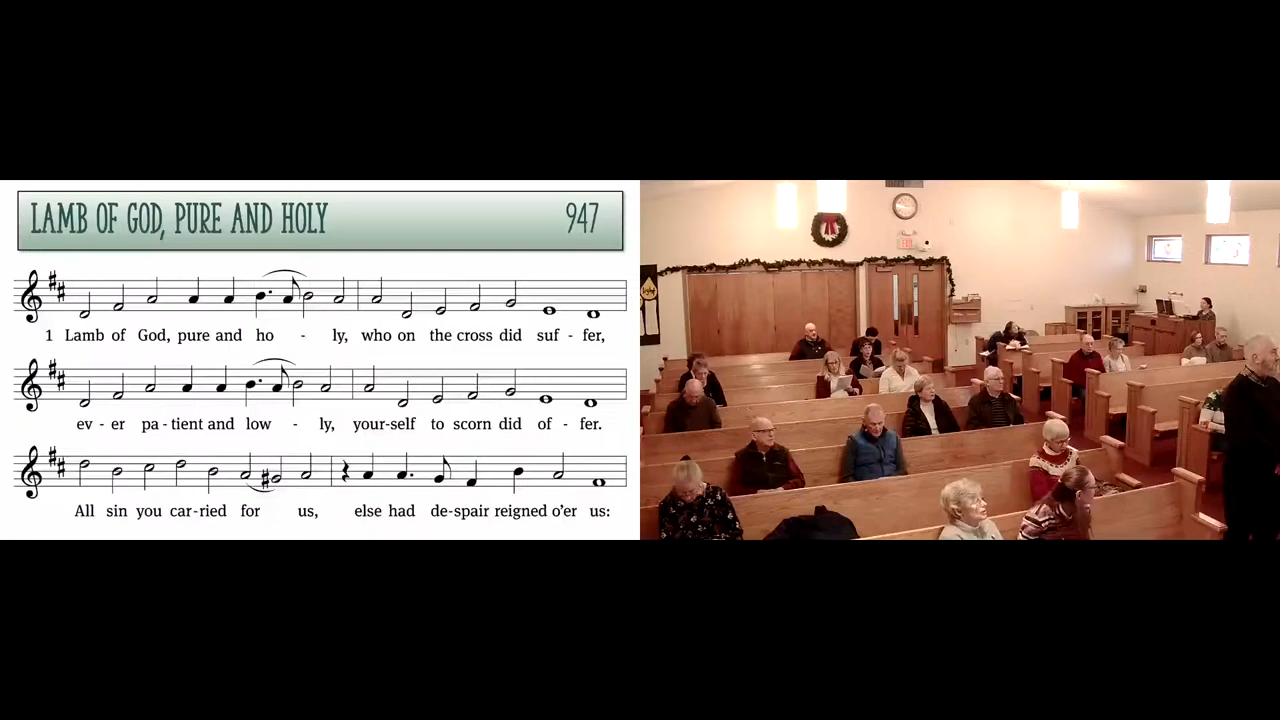 LAMB OF GOD, PURE AND HOLY 947
1 Lamb of God, pure and ho - ly, who on the cross did suf - fer,
ev - er pa - tient and low - ly, your-self to scorn did of - fer.
All sin you car-ried for us, else had de-spair reigned o'er us: